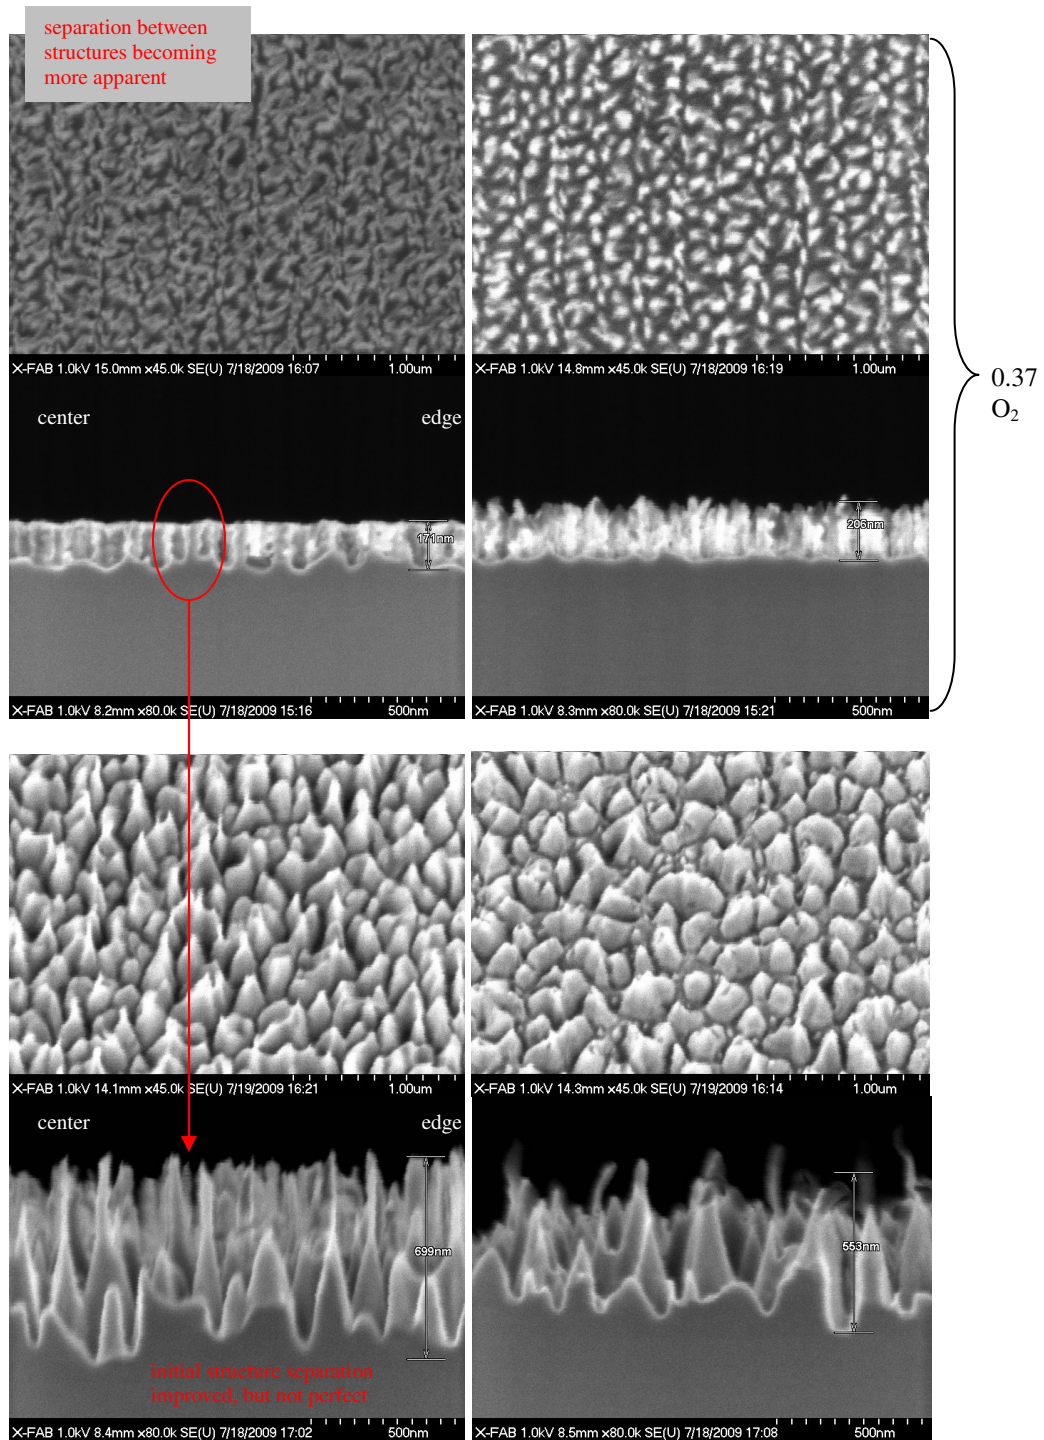 separation between
structures becoming
more apparent
X-FAB 1.0kV 15.0mm x45.0k SE(U) 7/18/2009 16:07 1.00um
X-FAB 1.0kV 14.8mm x45.0k SE(U) 7/18/2009 16:19 1.00um
0.37
O₂
center edge
171nm
206nm
X-FAB 1.0kV 8.2mm x80.0k SE(U) 7/18/2009 15:16 500nm
X-FAB 1.0kV 8.3mm x80.0k SE(U) 7/18/2009 15:21 500nm
X-FAB 1.0kV 14.1mm x45.0k SE(U) 7/19/2009 16:21 1.00um
X-FAB 1.0kV 14.3mm x45.0k SE(U) 7/19/2009 16:14 1.00um
center edge
699nm
553nm
initial structure separation
improved, but not perfect
X-FAB 1.0kV 8.4mm x80.0k SE(U) 7/18/2009 17:02 500nm
X-FAB 1.0kV 8.5mm x80.0k SE(U) 7/18/2009 17:08 500nm